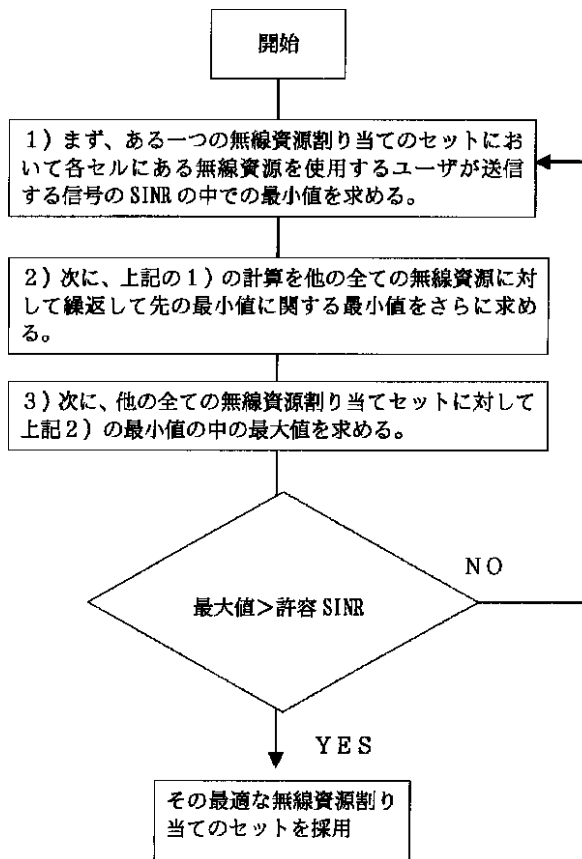 開始
1）まず、ある一つの無線資源割り当てのセットにお
いて各セルにある無線資源を使用するユーザが送信
する信号の SINR の中での最小値を求める。
2）次に、上記の1）の計算を他の全ての無線資源に対
して繰返して先の最小値に関する最小値をさらに求め
る。
3）次に、他の全ての無線資源割り当てセットに対して
上記2）の最小値の中の最大値を求める。
最大値＞許容 SINR
NO
YES
その最適な無線資源割り
当てのセットを採用